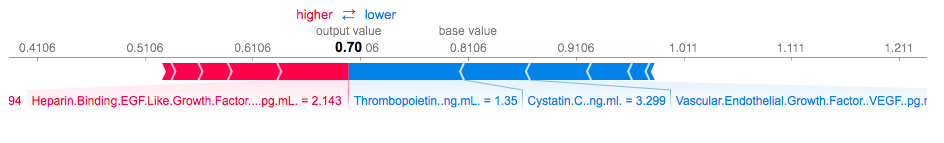 higher ⇄ lower
output value base value
0.4106 0.5106 0.6106 0.70 06 0.8106 0.9106 1.011 1.111 1.211
94 Heparin.Binding.EGF.Like.Growth.Factor....pg.mL. = 2.143 Thrombopoietin..ng.mL. = 1.35 Cystatin.C..ng.ml. = 3.299 Vascular.Endothelial.Growth.Factor..VEGF..pg.m